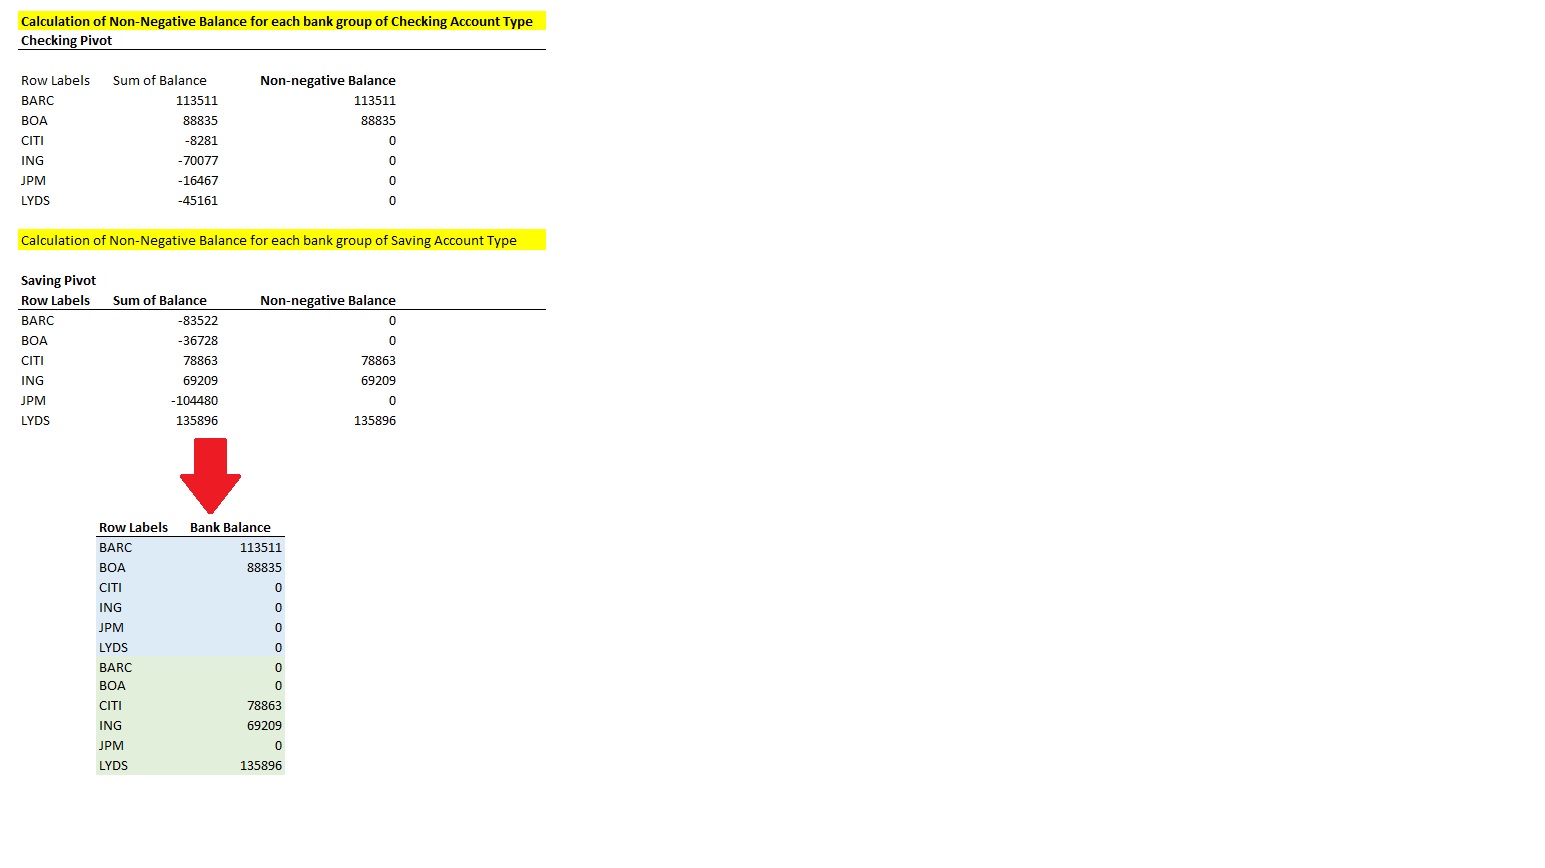 Calculation of Non-Negative Balance for each bank group of Checking Account Type
Checking Pivot
Row Labels Sum of Balance Non-negative Balance
BARC 113511 113511
BOA 88835 88835
CITI -8281 0
ING -70077 0
JPM -16467 0
LYDS -45161 0
Calculation of Non-Negative Balance for each bank group of Saving Account Type
Saving Pivot
Row Labels Sum of Balance Non-negative Balance
BARC -83522 0
BOA -36728 0
CITI 78863 78863
ING 69209 69209
JPM -104480 0
LYDS 135896 135896
Row Labels Bank Balance
BARC 113511
BOA 88835
CITI 0
ING 0
JPM 0
LYDS 0
BARC 0
BOA 0
CITI 78863
ING 69209
JPM 0
LYDS 135896